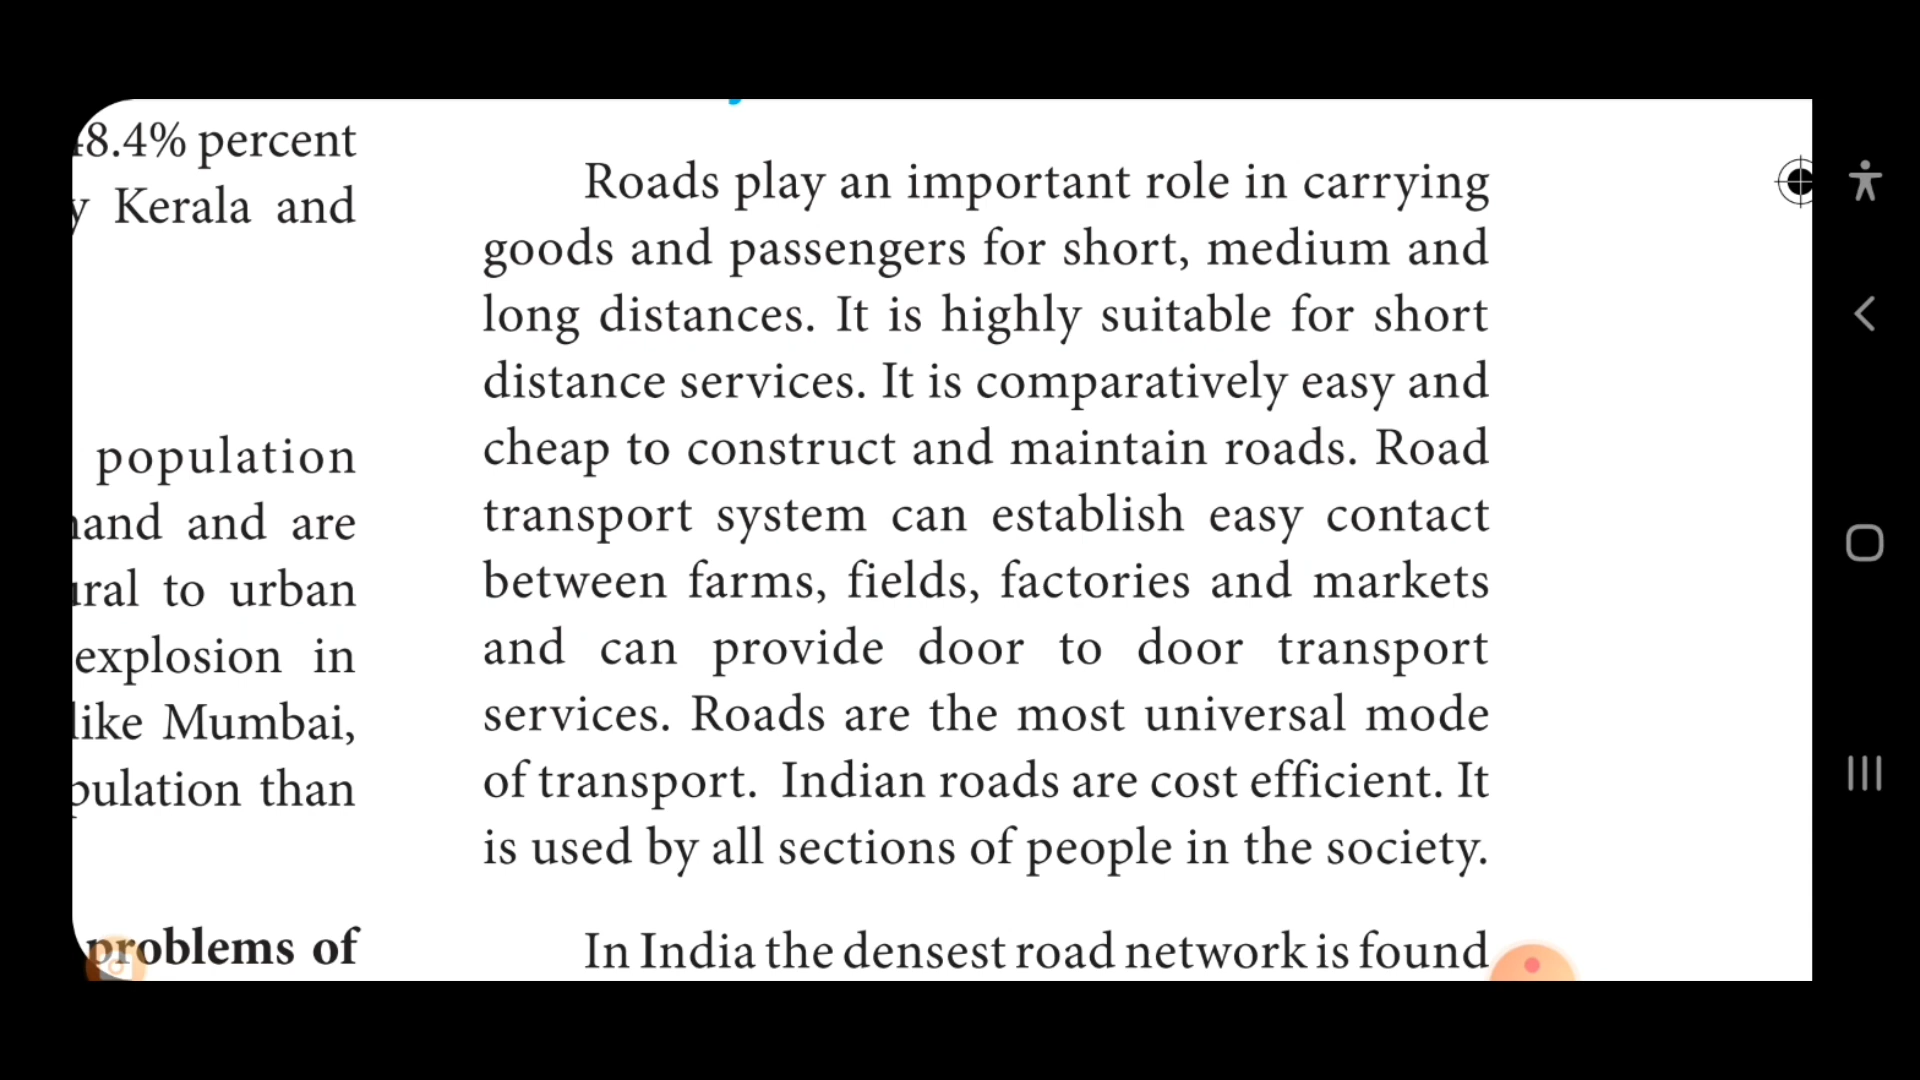 percent
Kerala and
population
and are
to urban
explosion in
like Mumbai,
than
problems of
Roads play an important role in carrying
goods and passengers for short, medium and
long distances. It is highly suitable for short
distance services. It is comparatively easy and
cheap to construct and maintain roads. Road
transport system can establish easy contact
between farms, fields, factories and markets
and can provide door to door transport
services. Roads are the most universal mode
of transport. Indian roads are cost efficient. It
is used by all sections of people in the society.
In India the densest road network is found